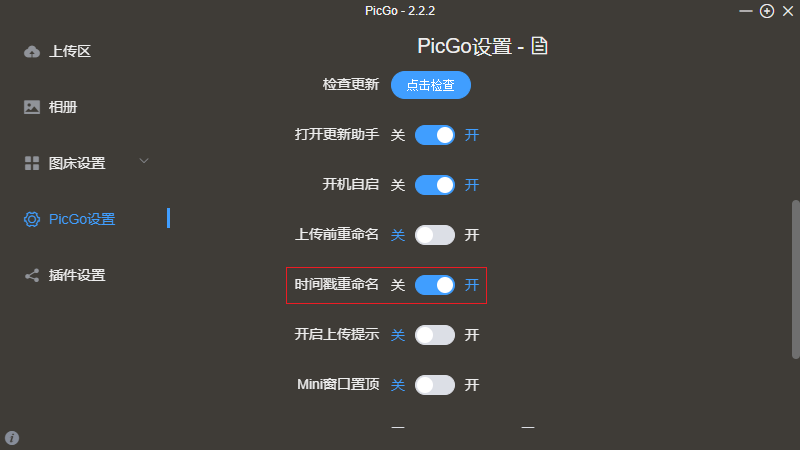 PicGo - 2.2.2
上传区
相册
图床设置
PicGo设置
插件设置
PicGo设置 -
检查更新 点击检查
打开更新助手 关 开
开机自启 关 开
上传前重命名 关 开
时间戳重命名 关 开
开启上传提示 关 开
Mini窗口置顶 关 开